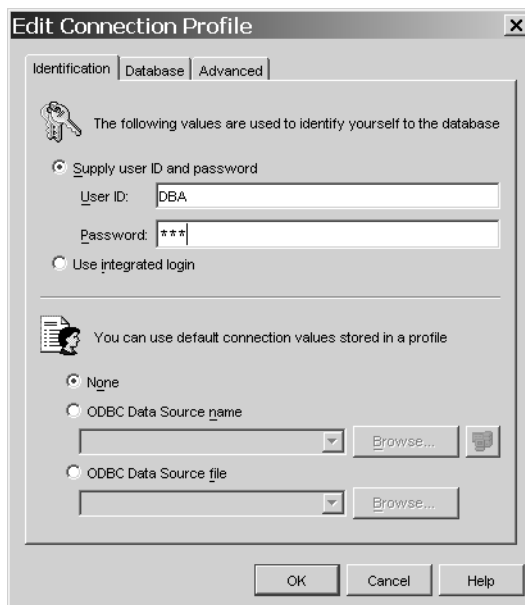 Edit Connection Profile
Identification Database Advanced
The following values are used to identify yourself to the database
Supply user ID and password
User ID: DBA
Password: ***
Use integrated login
You can use default connection values stored in a profile
None
ODBC Data Source name
Browse...
ODBC Data Source file
Browse...
OK Cancel Help